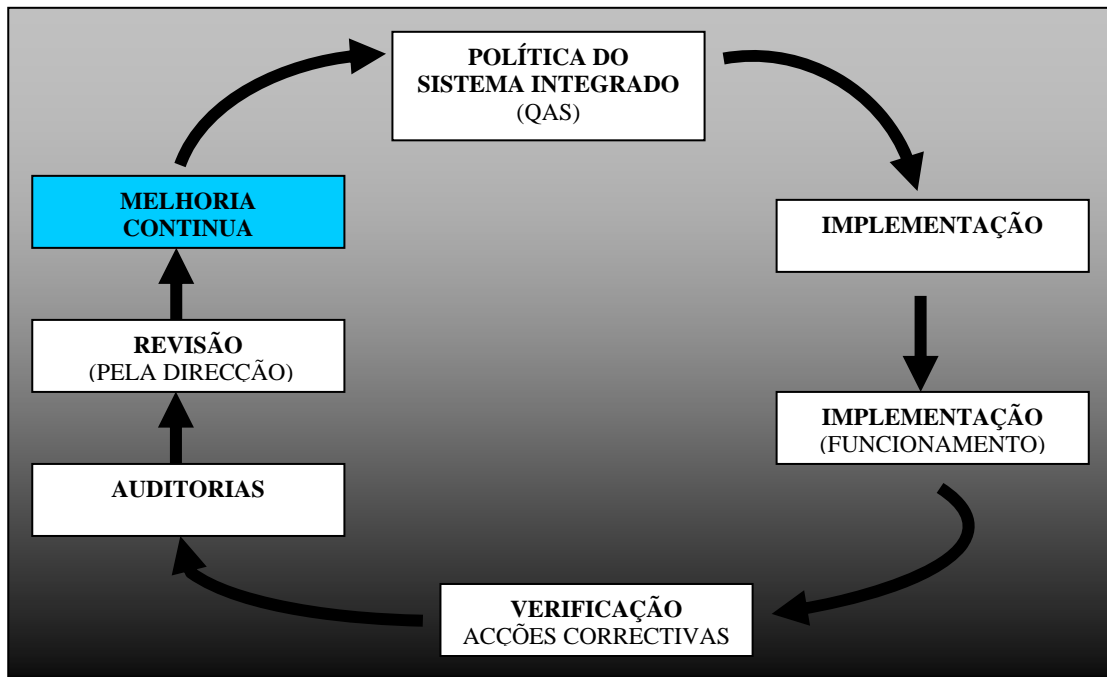 POLÍTICA DO
SISTEMA INTEGRADO
(QAS)
IMPLEMENTAÇÃO
IMPLEMENTAÇÃO
(FUNCIONAMENTO)
VERIFICAÇÃO
ACÇÕES CORRECTIVAS
AUDITORIAS
REVISÃO
(PELA DIRECÇÃO)
MELHORIA
CONTINUA